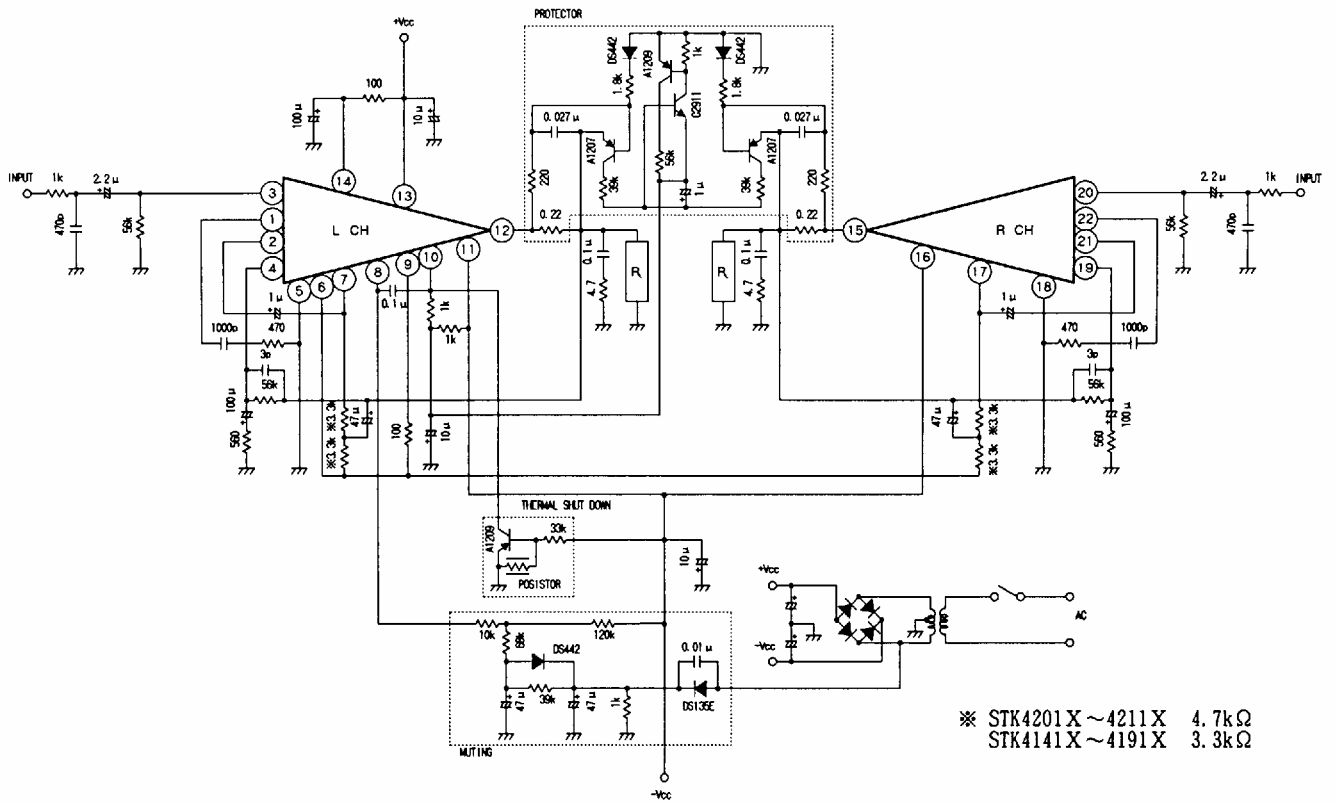 PROTECTOR
+Vcc
DS442
A1209
1k
DS442
1.8k
C2911
1.8k
100
100μ
10μ
0.027μ
0.027μ
A1207
A1207
56k
1μ
39k
39k
220
220
INPUT
1k
2.2μ
470p
56k
3
14
13
1
2
4
L CH
12
0.22
0.22
15
R CH
20
22
21
19
2.2μ
1k
INPUT
56k
470p
5
6
7
8
9
10
11
16
17
18
0.1μ
4.7
R
R
0.1μ
4.7
1μ
0.1μ
1k
1k
1μ
1000p
470
3p
56k
470
1000p
3p
56k
100μ
560
※3.3k
※3.3k
47μ
100
10μ
47μ
※3.3k
※3.3k
100μ
560
THERMAL SHUT DOWN
A1209
33k
POSISTOR
10μ
+Vcc
-Vcc
AC
10k
68k
120k
DS442
39k
47μ
47μ
1k
0.01μ
DS135E
MUTING
-Vcc
※ STK4201X～4211X 4.7kΩ
STK4141X～4191X 3.3kΩ